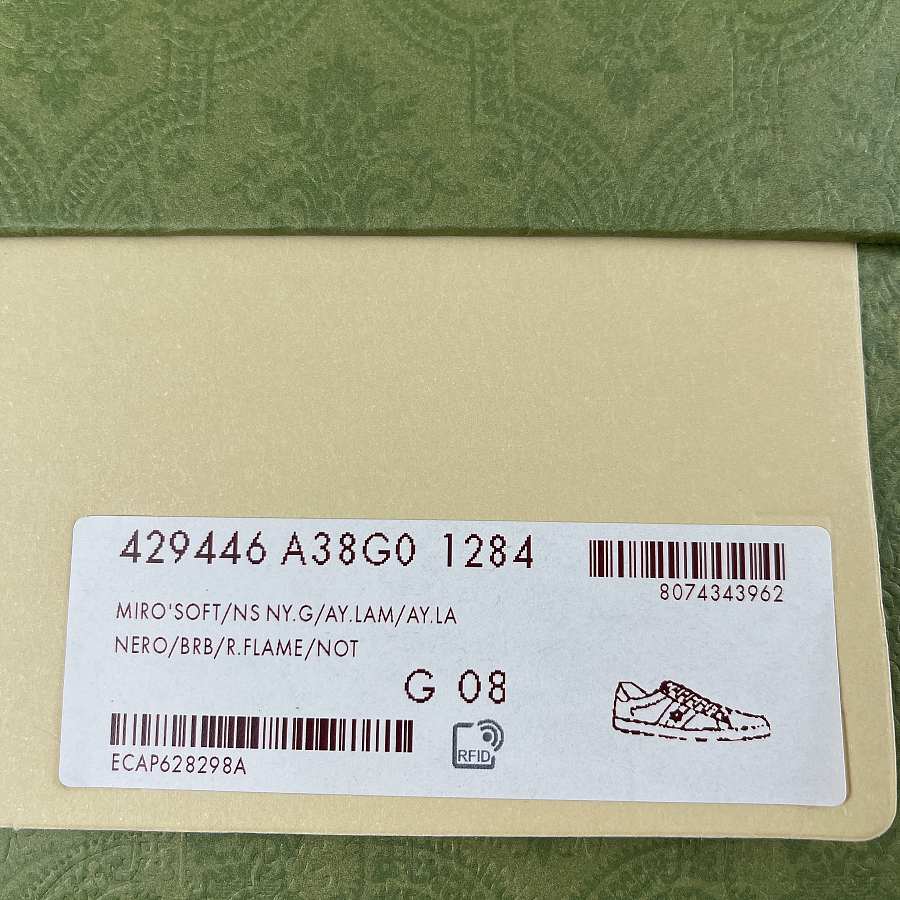 429446 A38G0 1284
8074343962
MIRO'SOFT/NS NY.G/AY.LAM/AY.LA
NERO/BRB/R.FLAME/NOT
G 08
ECAP628298A
RFID